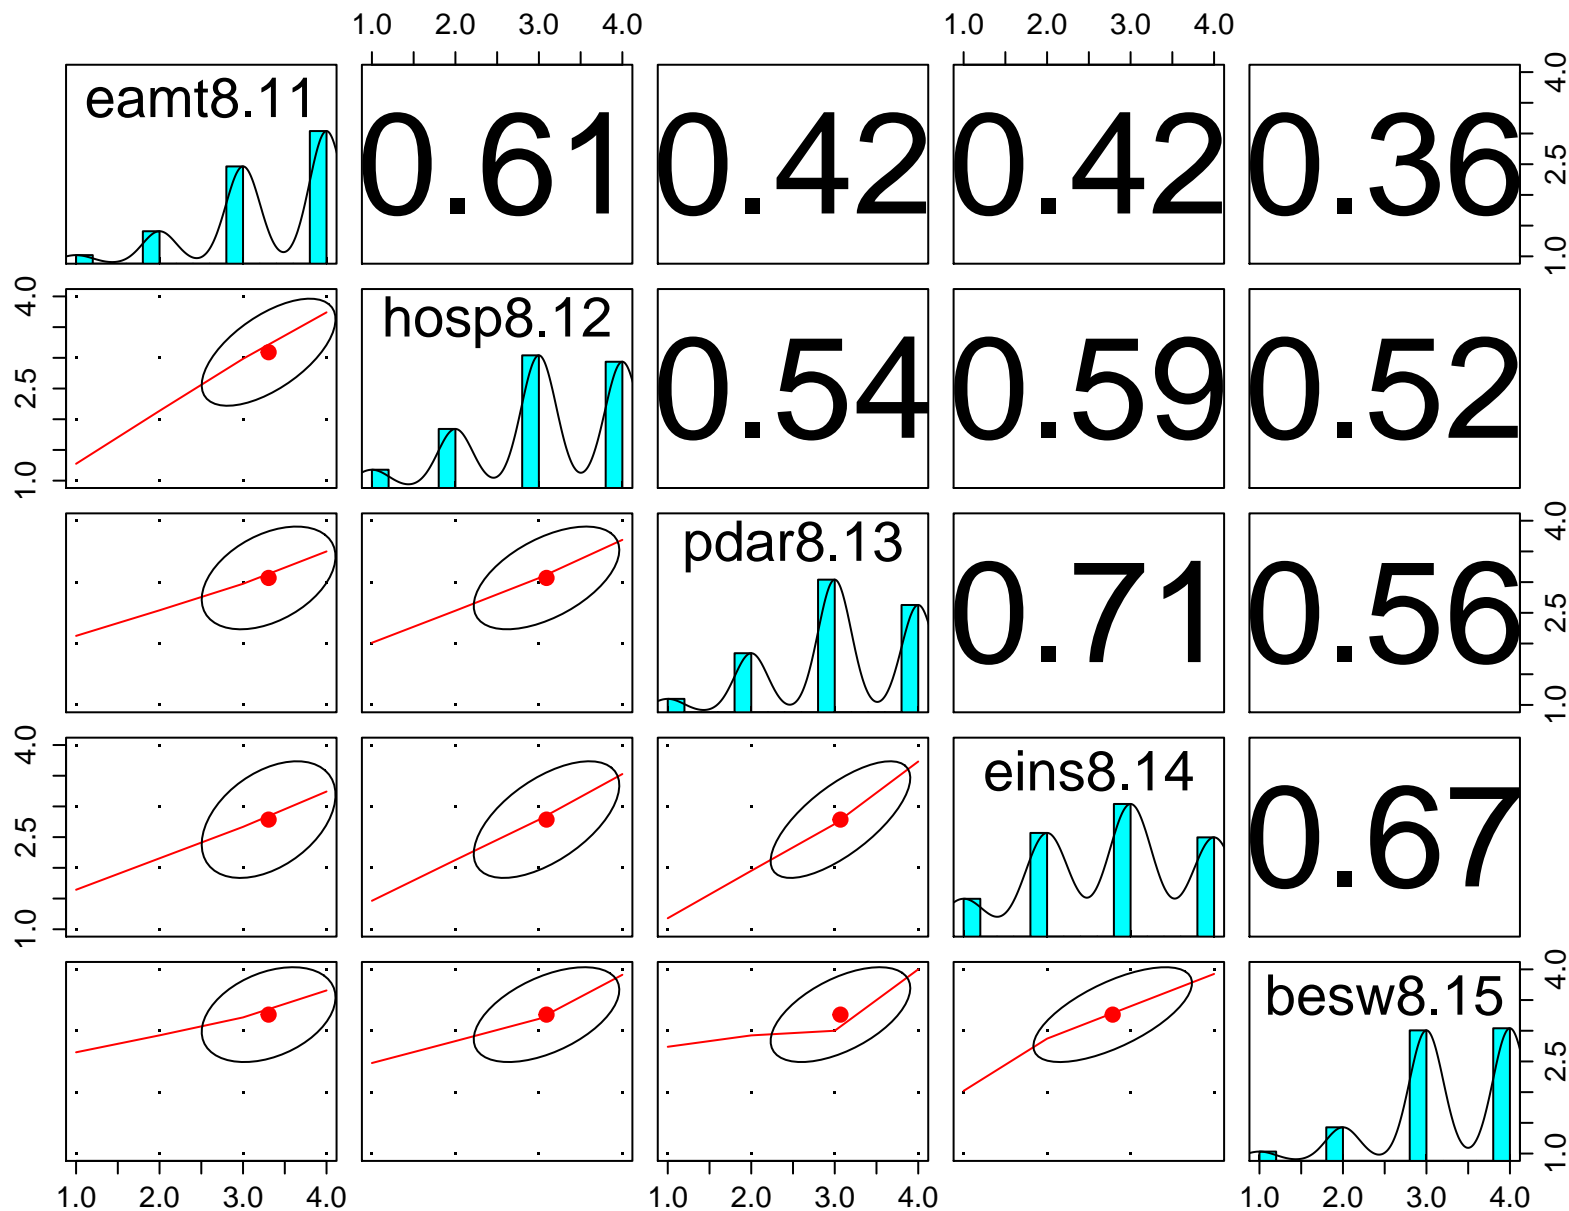 1.0 2.0 3.0 4.0 1.0 2.0 3.0 4.0
eamt8.11 0.61 0.42 0.42 0.36 1.0 2.5 4.0
1.0 2.5 4.0 hosp8.12 0.54 0.59 0.52
pdar8.13 0.71 0.56 1.0 2.5 4.0
1.0 2.5 4.0 eins8.14 0.67
besw8.15 1.0 2.5 4.0
1.0 2.0 3.0 4.0 1.0 2.0 3.0 4.0 1.0 2.0 3.0 4.0